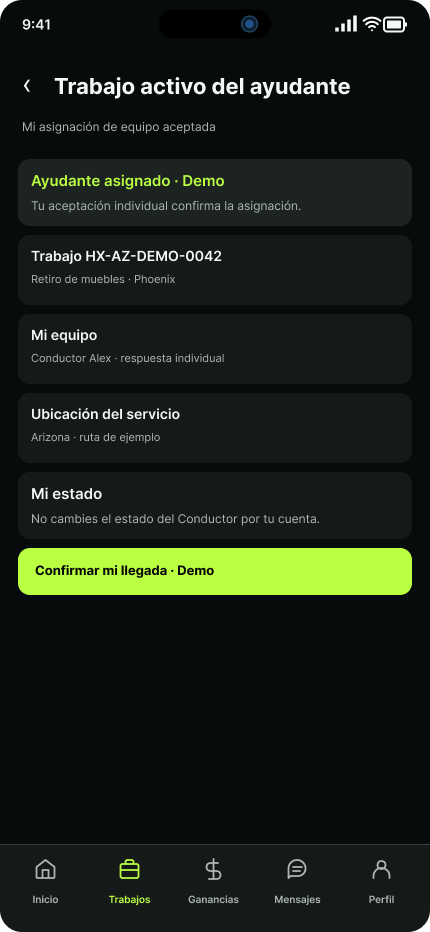 9:41
Trabajo activo del ayudante
Mi asignación de equipo aceptada
Ayudante asignado · Demo
Tu aceptación individual confirma la asignación.
Trabajo HX-AZ-DEMO-0042
Retiro de muebles · Phoenix
Mi equipo
Conductor Alex · respuesta individual
Ubicación del servicio
Arizona · ruta de ejemplo
Mi estado
No cambies el estado del Conductor por tu cuenta.
Confirmar mi llegada · Demo
Inicio
Trabajos
Ganancias
Mensajes
Perfil